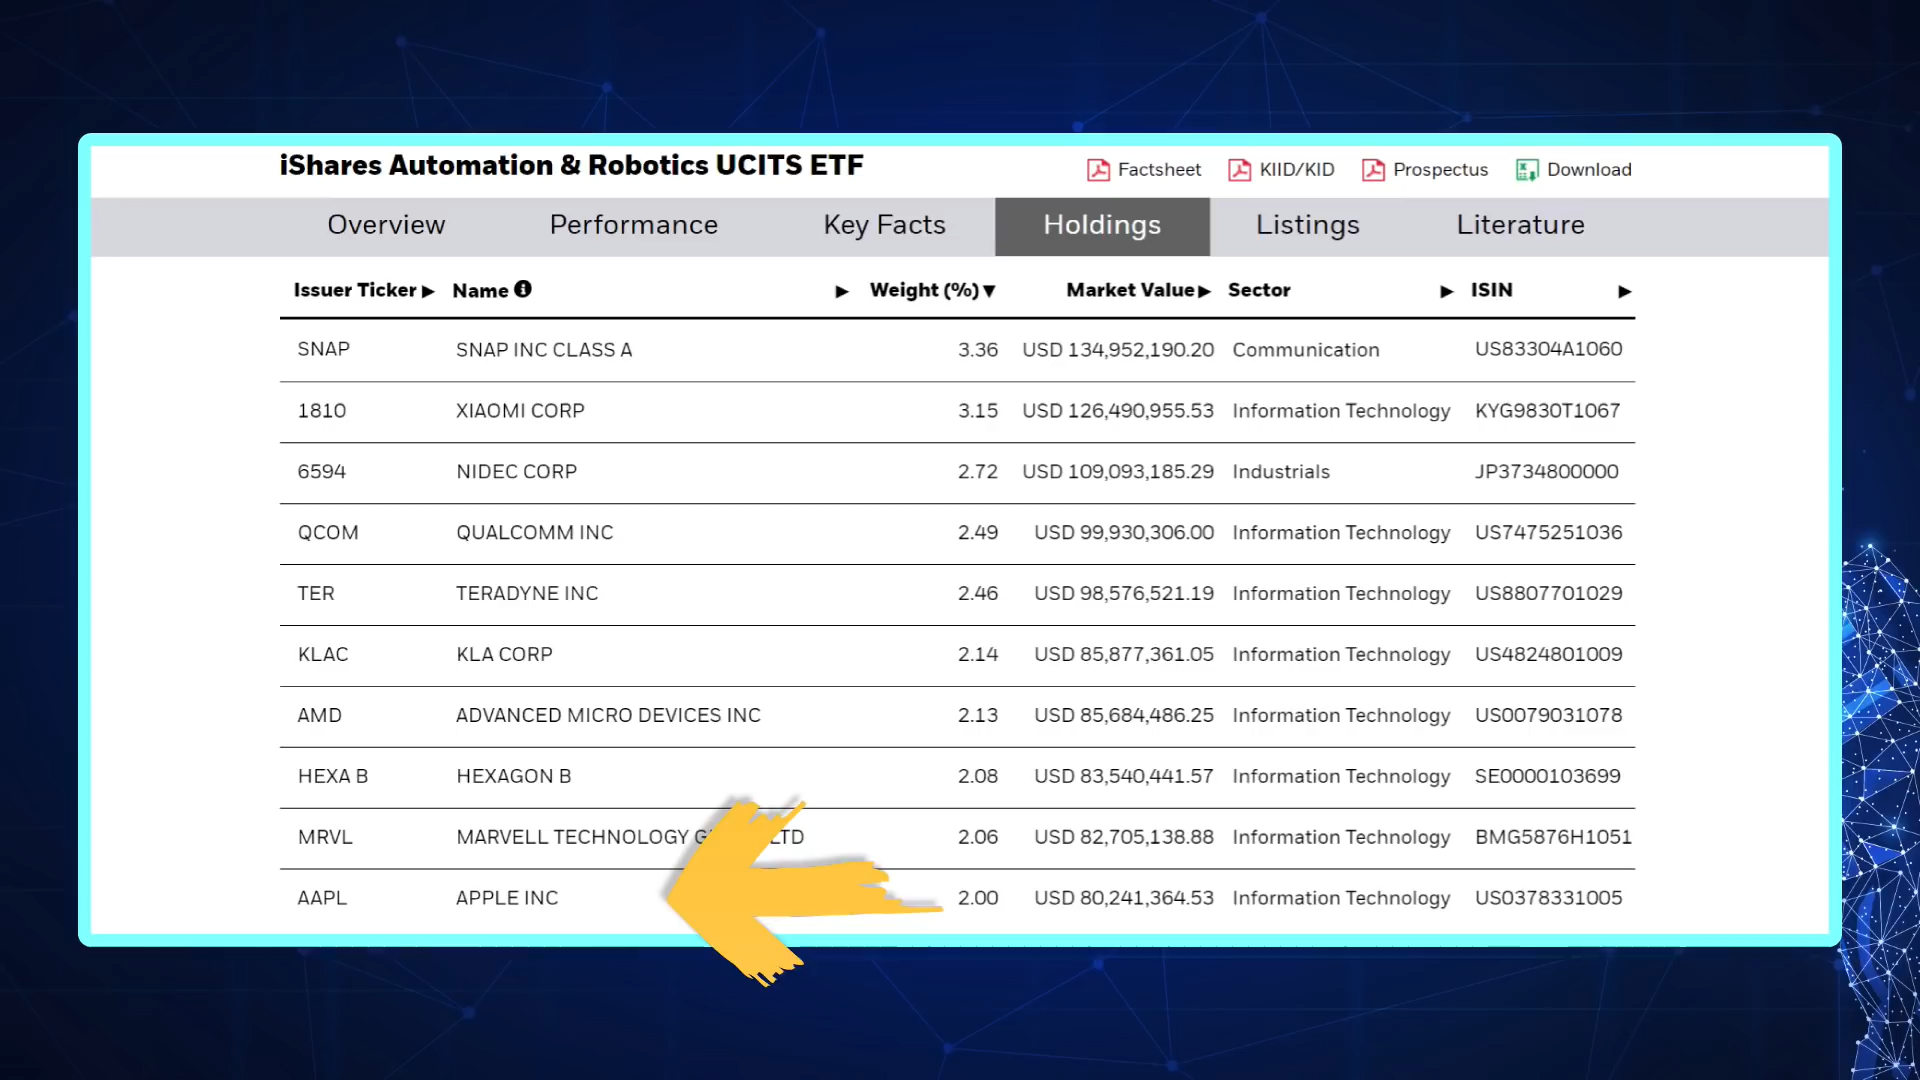 iShares Automation & Robotics UCITS ETF Factsheet KIID/KID Prospectus Download
Overview Performance Key Facts Holdings Listings Literature
Issuer Ticker ▶ Name ▶ Weight (%) ▼ Market Value ▶ Sector ▶ ISIN ▶
SNAP SNAP INC CLASS A 3.36 USD 134,952,190.20 Communication US83304A1060
1810 XIAOMI CORP 3.15 USD 126,490,955.53 Information Technology KYG9830T1067
6594 NIDEC CORP 2.72 USD 109,093,185.29 Industrials JP3734800000
QCOM QUALCOMM INC 2.49 USD 99,930,306.00 Information Technology US7475251036
TER TERADYNE INC 2.46 USD 98,576,521.19 Information Technology US8807701029
KLAC KLA CORP 2.14 USD 85,877,361.05 Information Technology US4824801009
AMD ADVANCED MICRO DEVICES INC 2.13 USD 85,684,486.25 Information Technology US0079031078
HEXA B HEXAGON B 2.08 USD 83,540,441.57 Information Technology SE0000103699
MRVL MARVELL TECHNOLOGY LTD 2.06 USD 82,705,138.88 Information Technology BMG5876H1051
AAPL APPLE INC 2.00 USD 80,241,364.53 Information Technology US0378331005